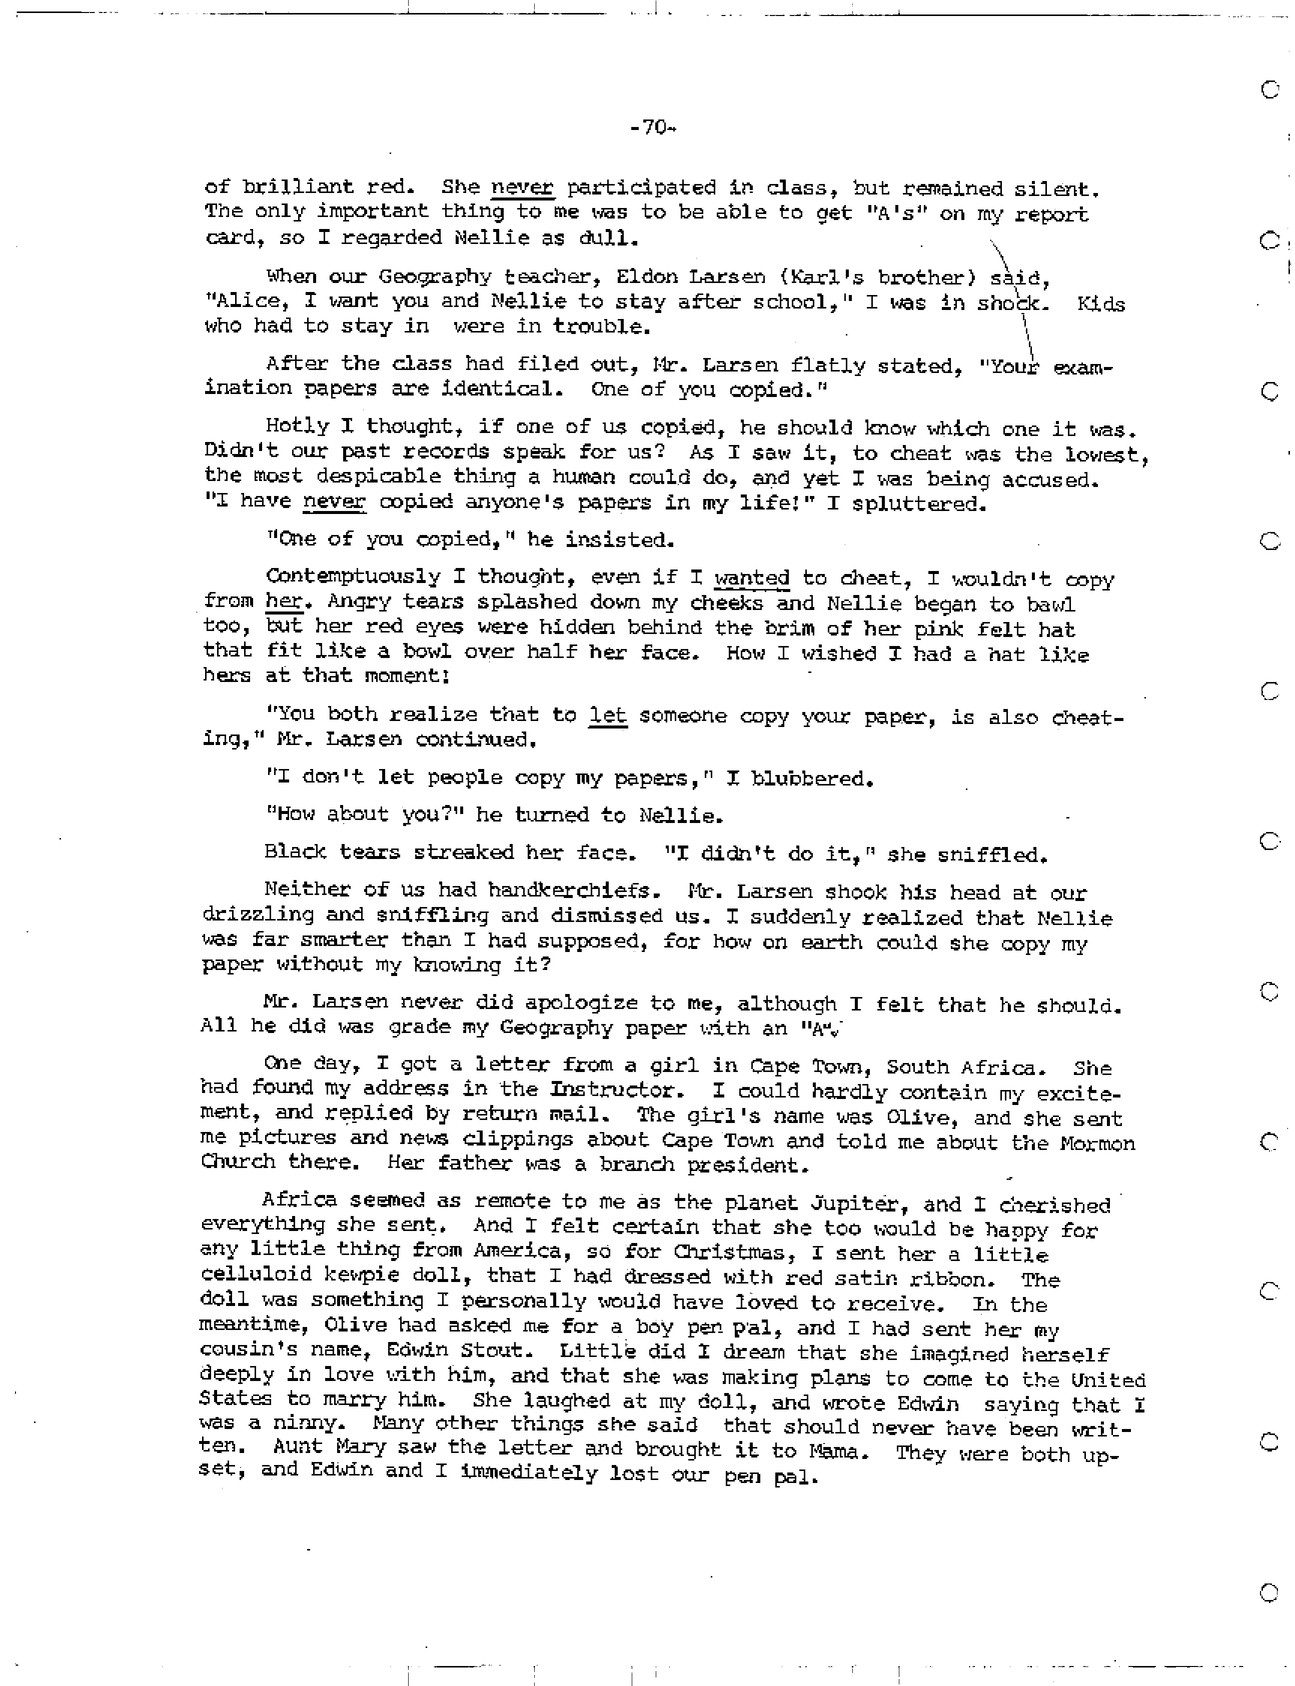 -70-
of brilliant red. She never participated in class, but remained silent.
The only important thing to me was to be able to get "A's" on my report
card, so I regarded Nellie as dull.
When our Geography teacher, Eldon Larsen (Karl's brother) said,
"Alice, I want you and Nellie to stay after school," I was in shock. Kids
who had to stay in were in trouble.
After the class had filed out, Mr. Larsen flatly stated, "Your exam-
ination papers are identical. One of you copied."
Hotly I thought, if one of us copied, he should know which one it was.
Didn't our past records speak for us? As I saw it, to cheat was the lowest,
the most despicable thing a human could do, and yet I was being accused.
"I have never copied anyone's papers in my life!" I spluttered.
"One of you copied," he insisted.
Contemptuously I thought, even if I wanted to cheat, I wouldn't copy
from her. Angry tears splashed down my cheeks and Nellie began to bawl
too, but her red eyes were hidden behind the brim of her pink felt hat
that fit like a bowl over half her face. How I wished I had a hat like
hers at that moment!
"You both realize that to let someone copy your paper, is also cheat-
ing," Mr. Larsen continued.
"I don't let people copy my papers," I blubbered.
"How about you?" he turned to Nellie.
Black tears streaked her face. "I didn't do it," she sniffled.
Neither of us had handkerchiefs. Mr. Larsen shook his head at our
drizzling and sniffling and dismissed us. I suddenly realized that Nellie
was far smarter than I had supposed, for how on earth could she copy my
paper without my knowing it?
Mr. Larsen never did apologize to me, although I felt that he should.
All he did was grade my Geography paper with an "A".
One day, I got a letter from a girl in Cape Town, South Africa. She
had found my address in the Instructor. I could hardly contain my excite-
ment, and replied by return mail. The girl's name was Olive, and she sent
me pictures and news clippings about Cape Town and told me about the Mormon
Church there. Her father was a branch president.
Africa seemed as remote to me as the planet Jupiter, and I cherished
everything she sent. And I felt certain that she too would be happy for
any little thing from America, so for Christmas, I sent her a little
celluloid kewpie doll, that I had dressed with red satin ribbon. The
doll was something I personally would have loved to receive. In the
meantime, Olive had asked me for a boy pen pal, and I had sent her my
cousin's name, Edwin Stout. Little did I dream that she imagined herself
deeply in love with him, and that she was making plans to come to the United
States to marry him. She laughed at my doll, and wrote Edwin saying that I
was a ninny. Many other things she said that should never have been writ-
ten. Aunt Mary saw the letter and brought it to Mama. They were both up-
set, and Edwin and I immediately lost our pen pal.